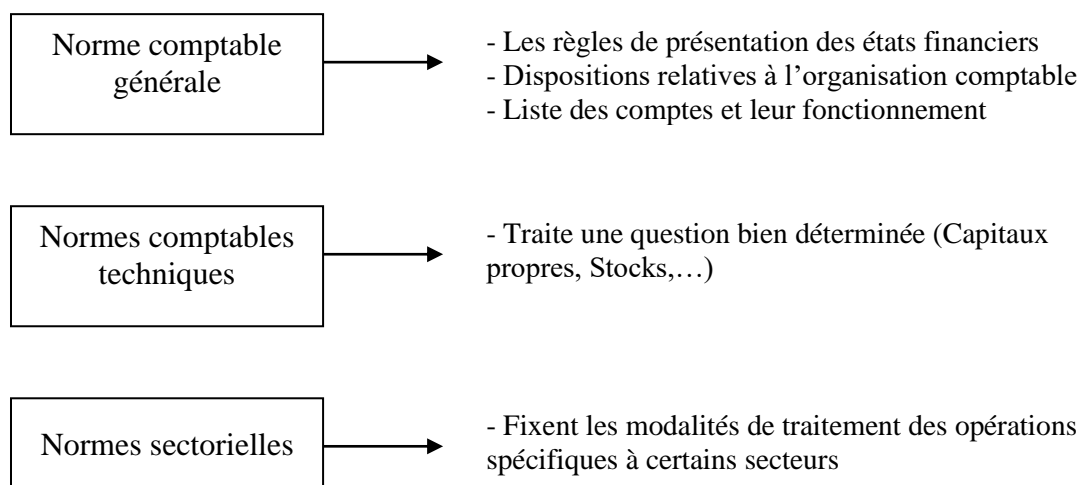 Norme comptable
générale
- Les règles de présentation des états financiers
- Dispositions relatives à l’organisation comptable
- Liste des comptes et leur fonctionnement
Normes comptables
techniques
- Traite une question bien déterminée (Capitaux
propres, Stocks,…)
Normes sectorielles
- Fixent les modalités de traitement des opérations
spécifiques à certains secteurs